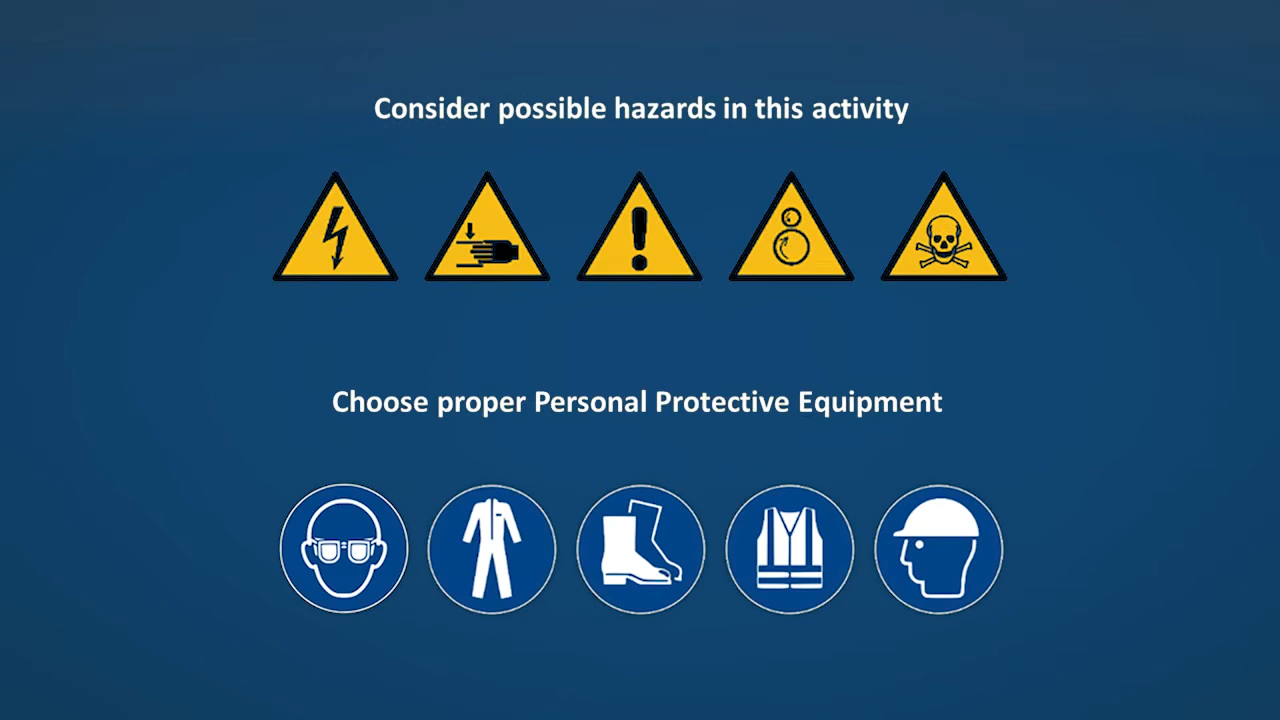 Consider possible hazards in this activity
Choose proper Personal Protective Equipment